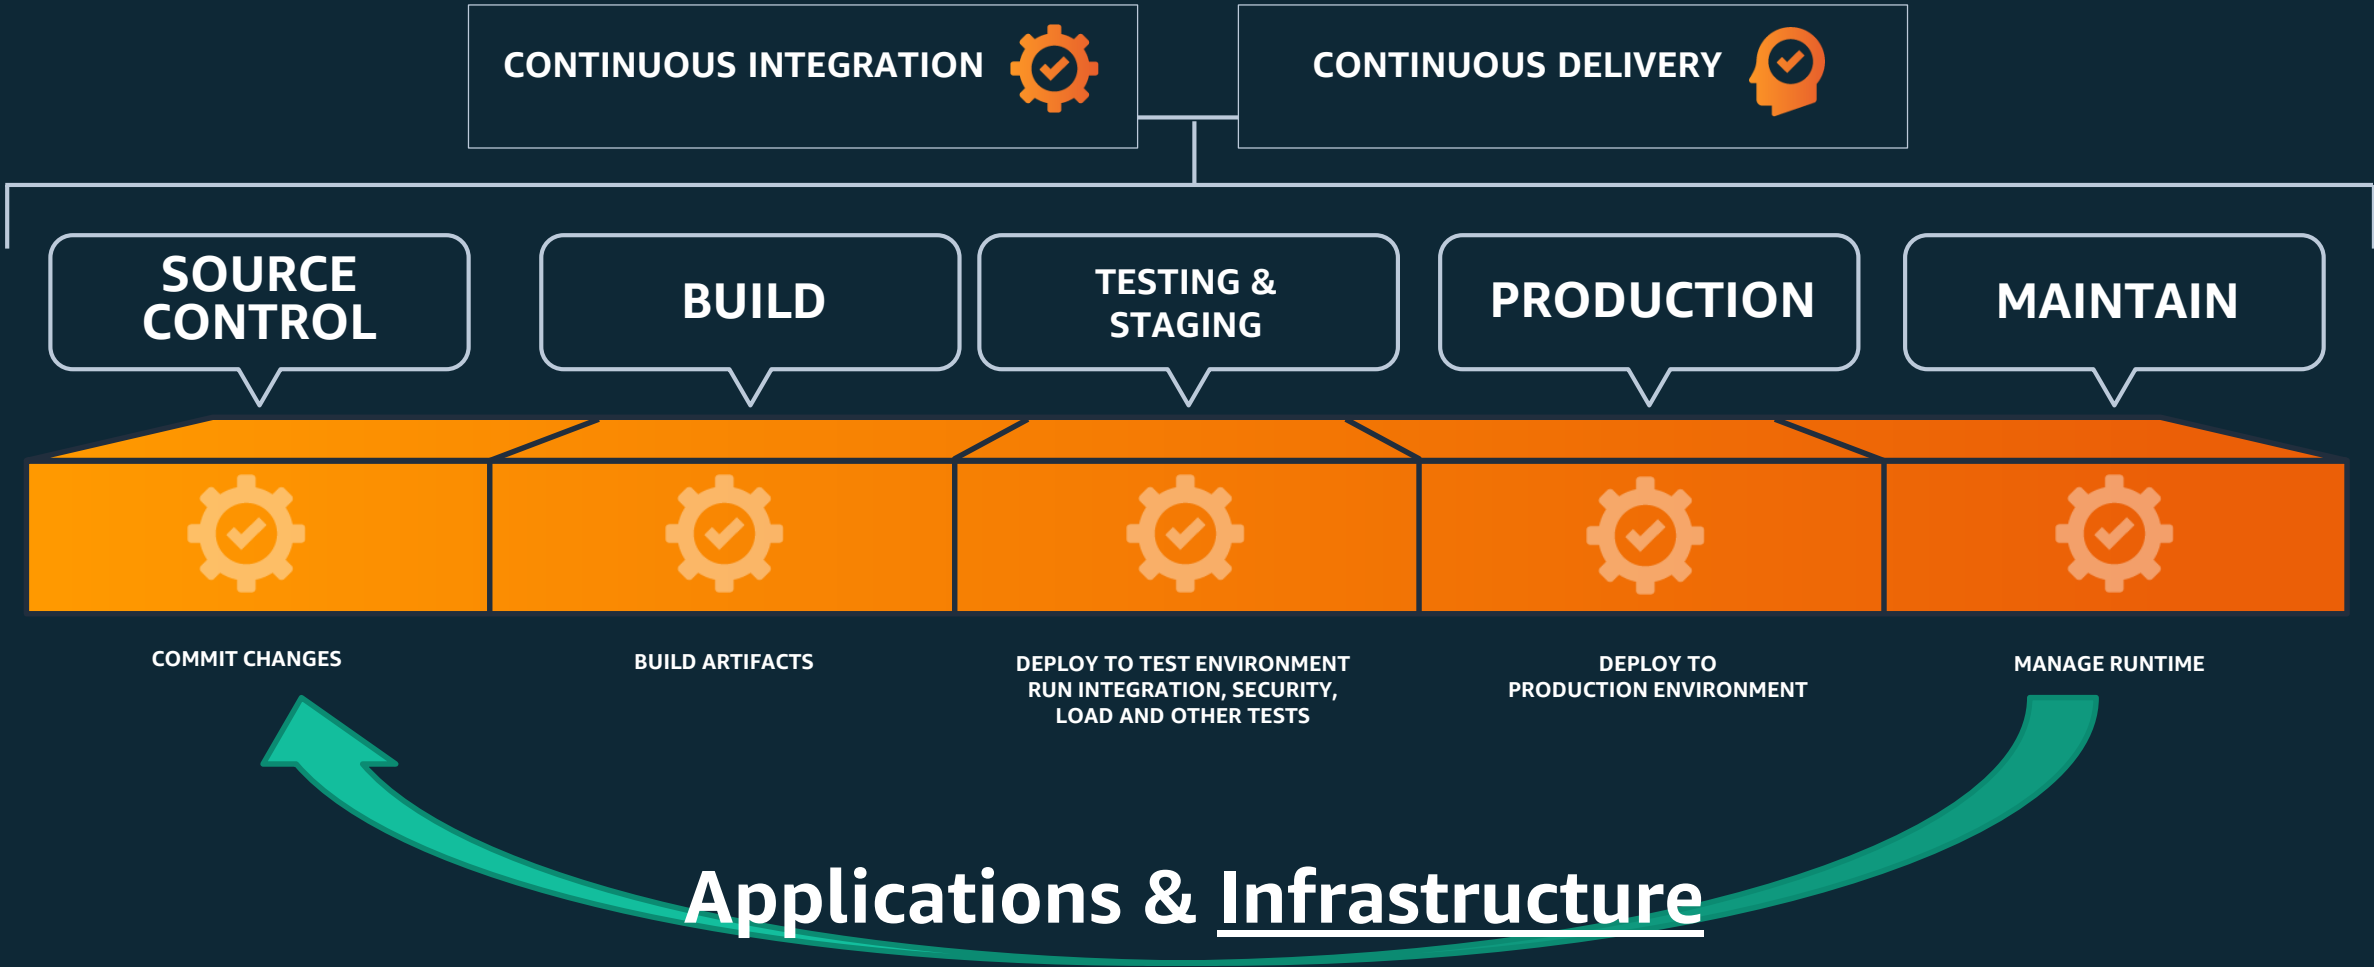 CONTINUOUS INTEGRATION
CONTINUOUS DELIVERY
SOURCE
CONTROL
BUILD
TESTING &
STAGING
PRODUCTION
MAINTAIN
COMMIT CHANGES
BUILD ARTIFACTS
DEPLOY TO TEST ENVIRONMENT
RUN INTEGRATION, SECURITY,
LOAD AND OTHER TESTS
DEPLOY TO
PRODUCTION ENVIRONMENT
MANAGE RUNTIME
Applications & Infrastructure